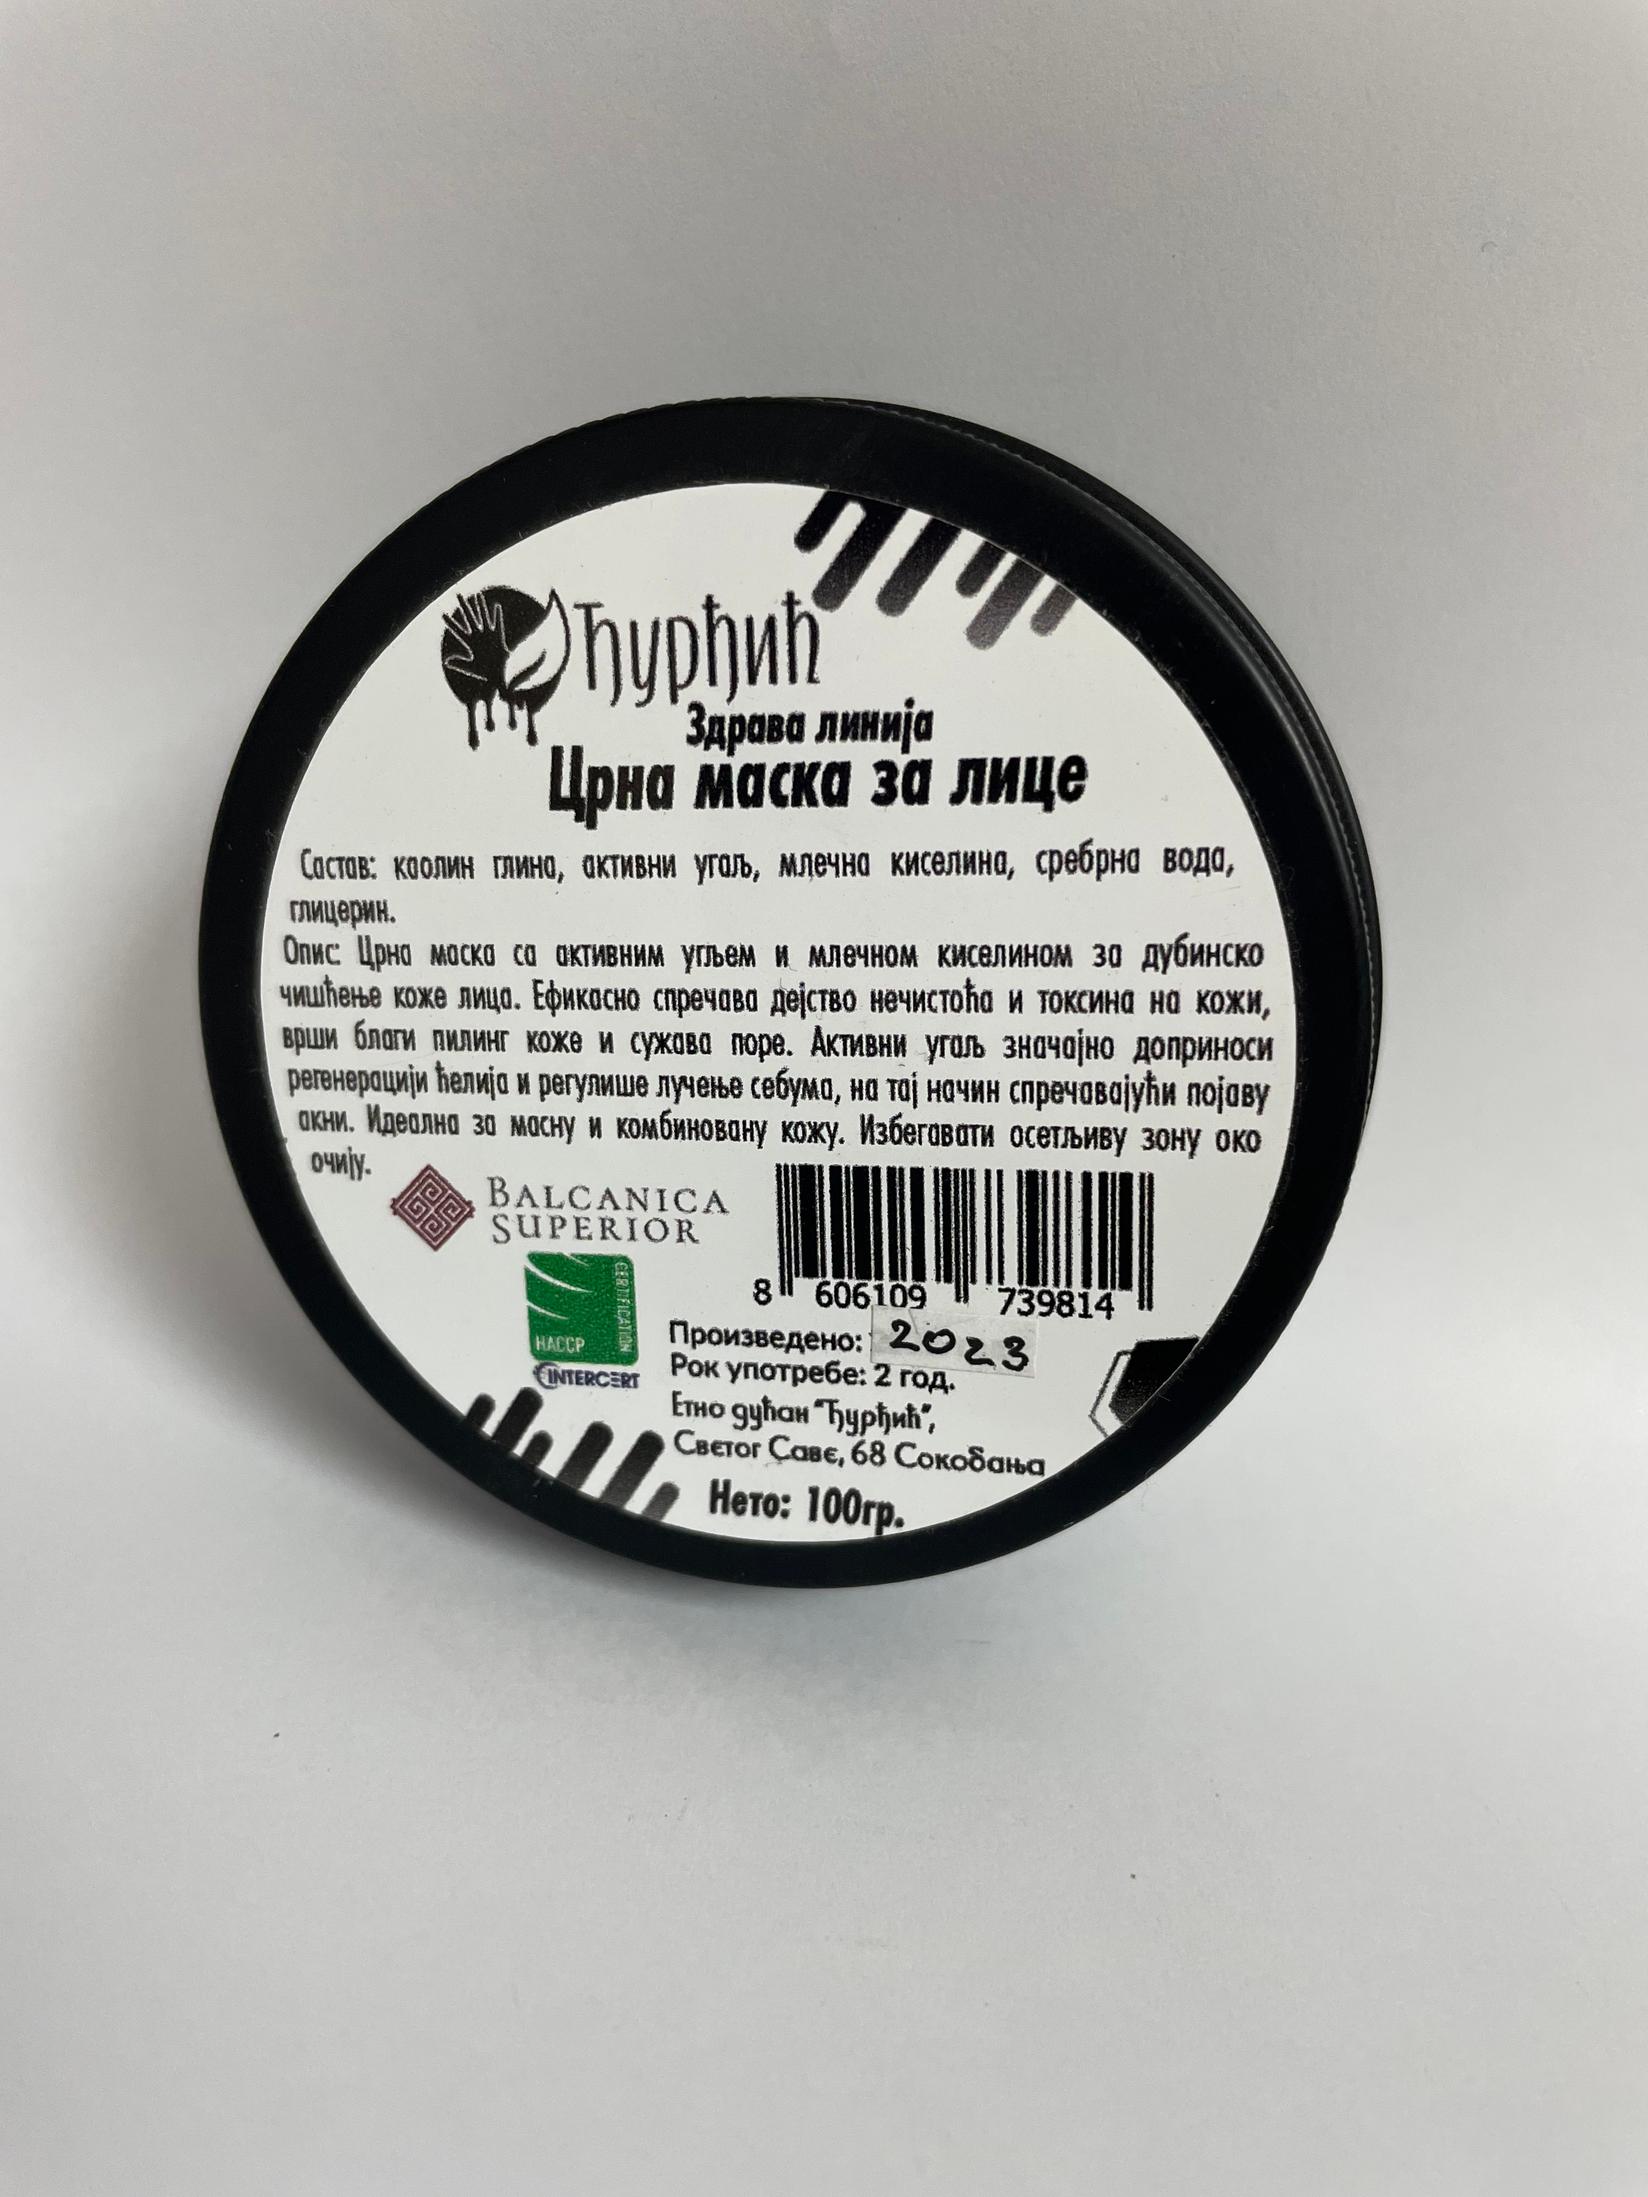 Ђурђић
Здрава линија
Црна маска за лице
Састав: каолин глина, активни угаљ, млечна киселина, сребрна вода,
глицерин.
Опис: Црна маска са активним угљем и млечном киселином за дубинско
чишћење коже лица. Ефикасно спречава дејство нечистоћа и токсина на кожи,
врши благи пилинг коже и сужава поре. Активни угаљ значајно доприноси
регенерацији ћелија и регулише лучење себума, на тај начин спречавајући појаву
акни. Идеална за масну и комбиновану кожу. Избегавати осетљиву зону око
очију.
BALCANICA
SUPERIOR
CERTIFICATION
HACCP
INTERCERT
8 606109 739814
Произведено: 2023
Рок употребе: 2 год.
Етно дућан "Ђурђић",
Светог Саве, 68 Сокобања
Нето: 100гр.